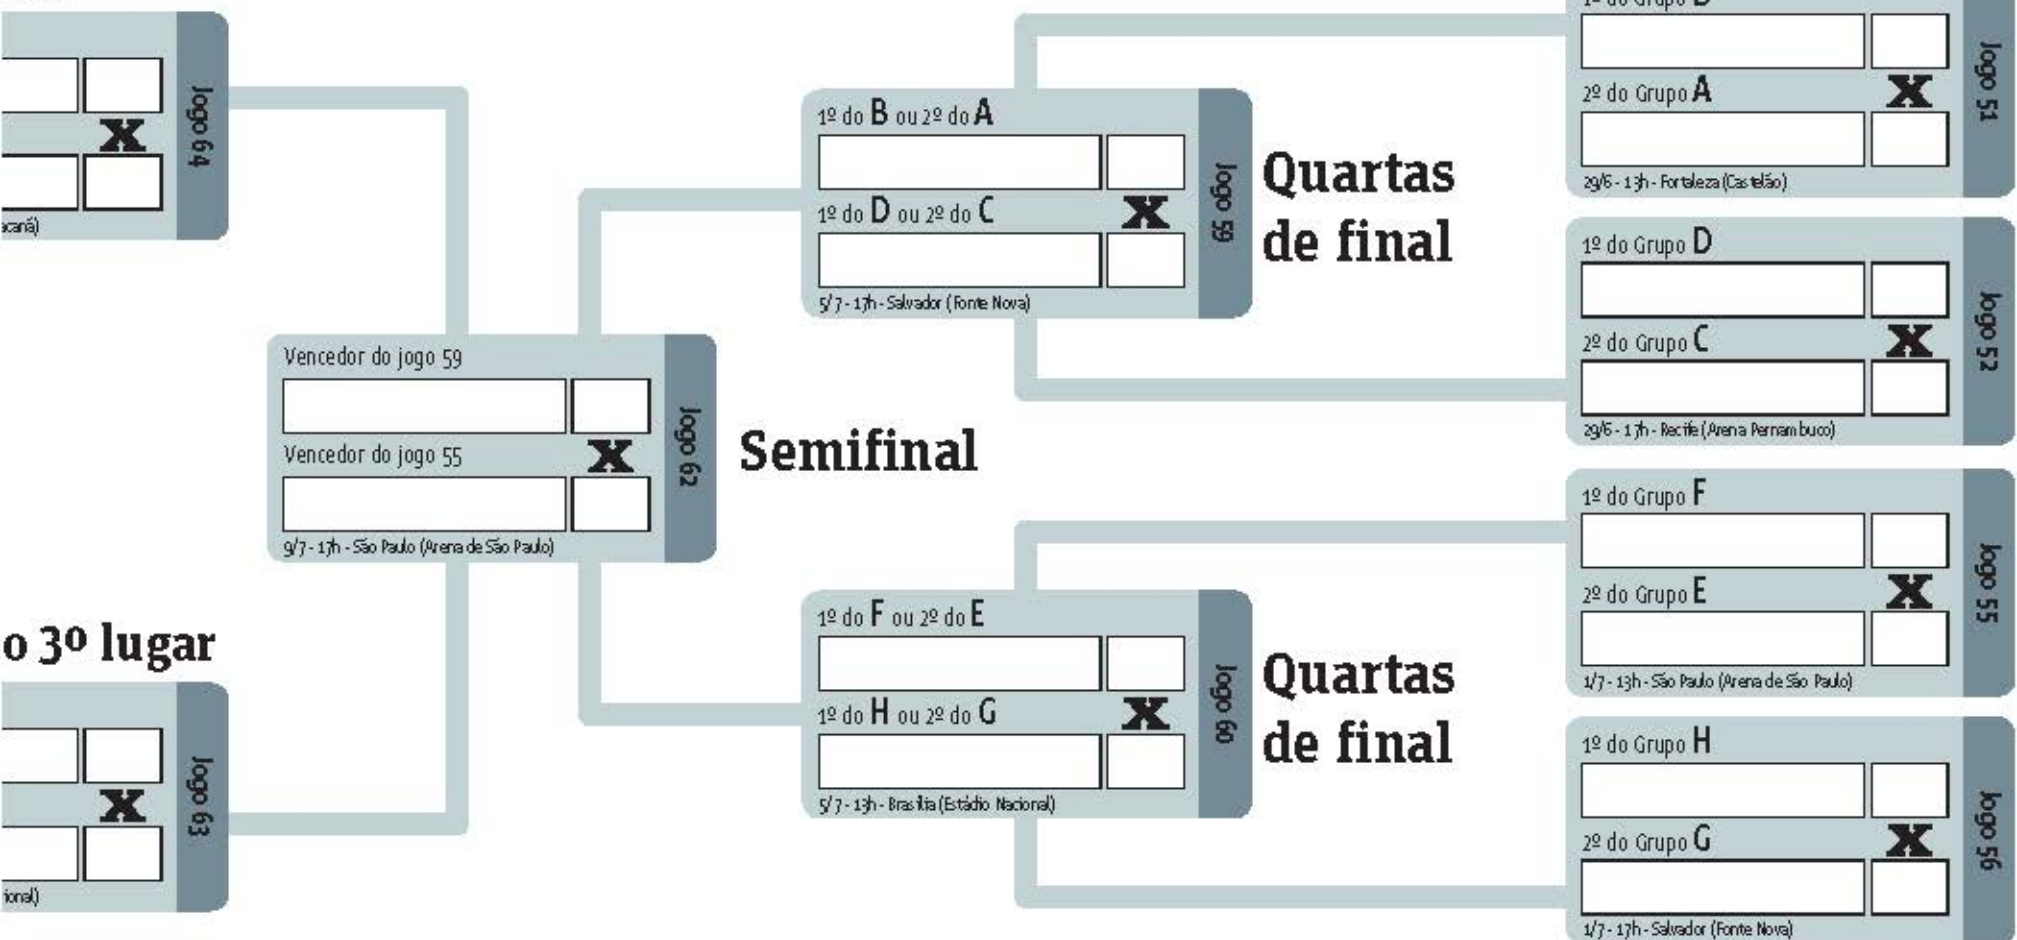 Jogo 64
X
acanã)
o 3º lugar
Jogo 63
X
ional)
Vencedor do jogo 59
X
Vencedor do jogo 55
9/7 - 17h - São Paulo (Arena de São Paulo)
Jogo 62
Semifinal
1º do B ou 2º do A
X
1º do D ou 2º do C
5/7 - 17h - Salvador (Fonte Nova)
Jogo 59
Quartas
de final
1º do F ou 2º do E
X
1º do H ou 2º do G
5/7 - 13h - Brasília (Estádio Nacional)
Jogo 60
Quartas
de final
1º do Grupo B
2º do Grupo A
X
29/6 - 13h - Fortaleza (Castelão)
Jogo 51
1º do Grupo D
2º do Grupo C
X
29/6 - 17h - Recife (Arena Pernambuco)
Jogo 52
1º do Grupo F
2º do Grupo E
X
1/7 - 13h - São Paulo (Arena de São Paulo)
Jogo 55
1º do Grupo H
2º do Grupo G
X
1/7 - 17h - Salvador (Fonte Nova)
Jogo 56